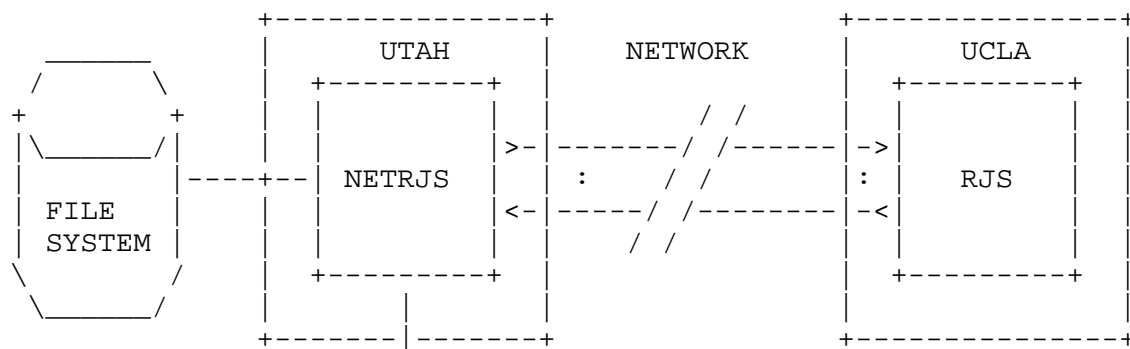 UTAH NETWORK UCLA
NETRJS : : RJS
FILE
SYSTEM